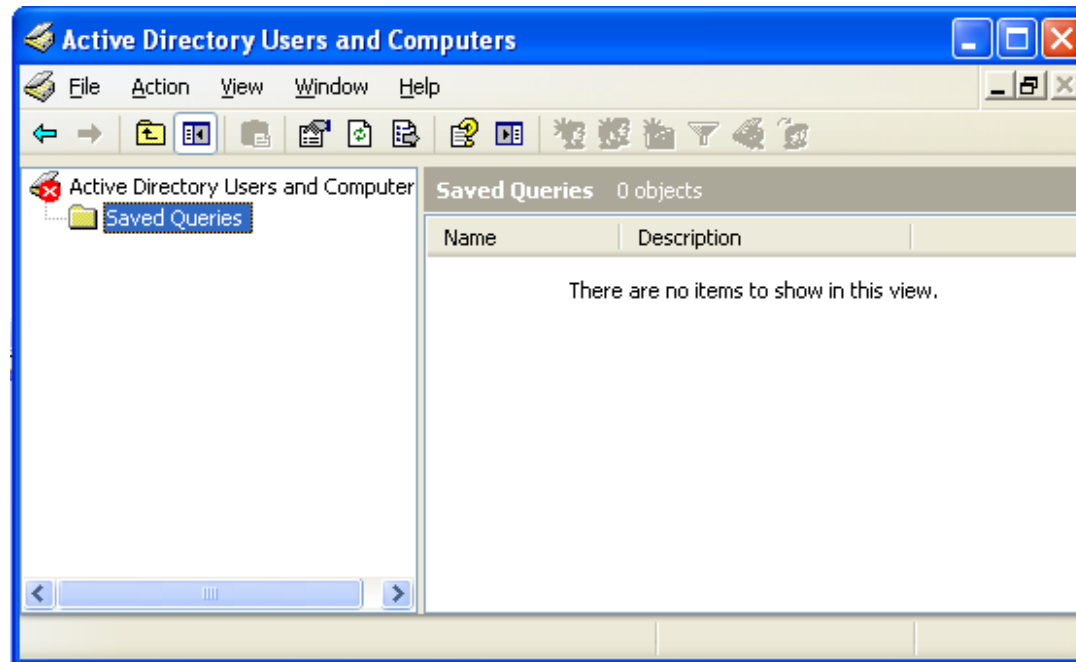 Active Directory Users and Computers
File Action View Window Help
Active Directory Users and Computer
Saved Queries
Saved Queries 0 objects
Name Description
There are no items to show in this view.